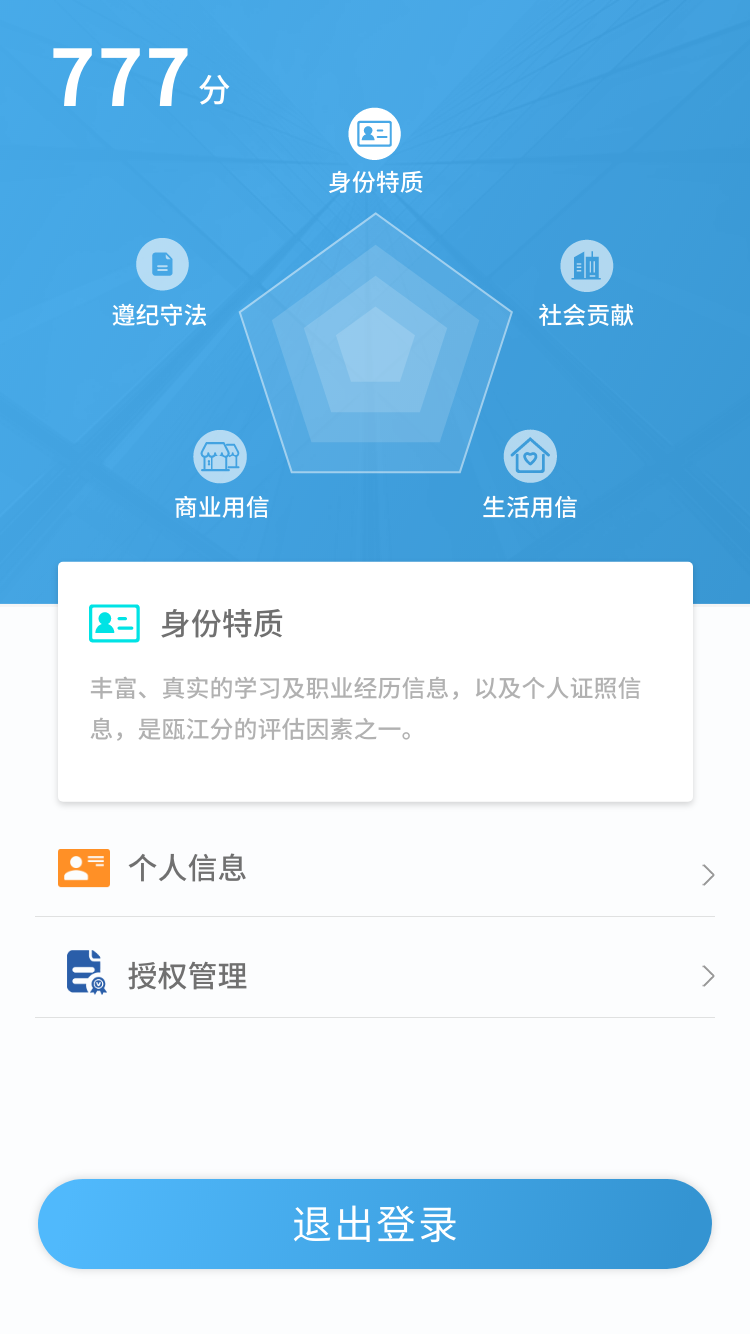 777 分
身份特质
遵纪守法
社会贡献
商业用信
生活用信
身份特质
丰富、真实的学习及职业经历信息，以及个人证照信
息，是瓯江分的评估因素之一。
个人信息
授权管理
退出登录